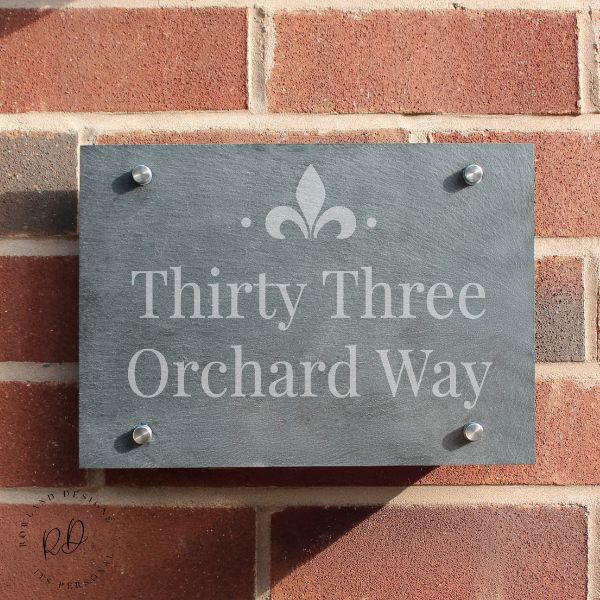 Thirty Three
Orchard Way
ROWLAND DESIGNS
RD
ITS PERSONAL